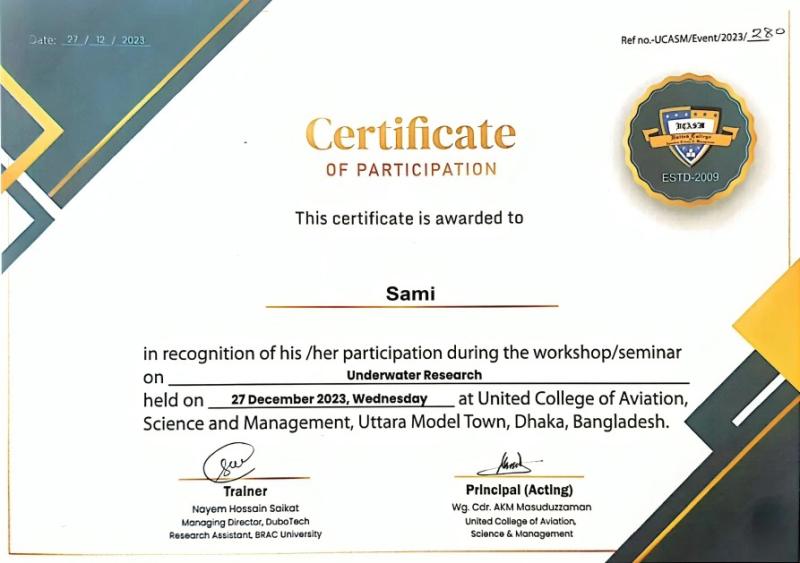 Date: 27 / 12 / 2023
Ref no.-UCASM/Event/2023/ 280
UCASM
United College
ESTD-2009
Certificate
OF PARTICIPATION
This certificate is awarded to
Sami
in recognition of his /her participation during the workshop/seminar
on Underwater Research
held on 27 December 2023, Wednesday at United College of Aviation,
Science and Management, Uttara Model Town, Dhaka, Bangladesh.
Trainer
Nayem Hossain Saikat
Managing Director, DuboTech
Research Assistant, BRAC University
Principal (Acting)
Wg. Cdr. AKM Masuduzzaman
United College of Aviation,
Science & Management